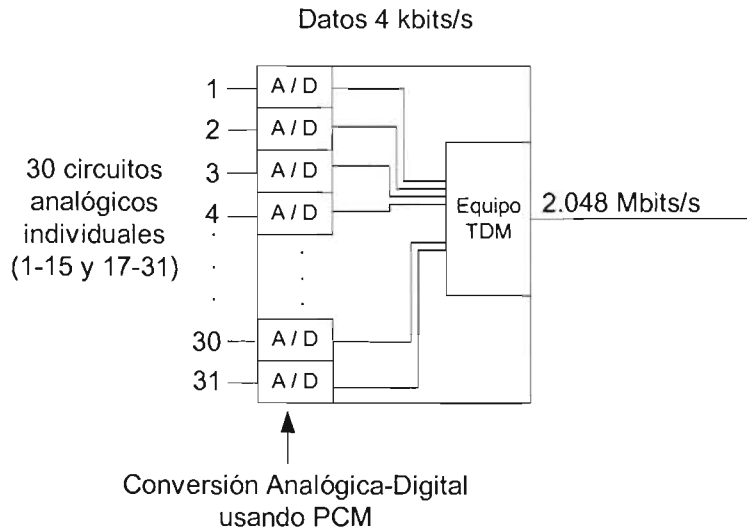 Datos 4 kbits/s
30 circuitos
analógicos
individuales
(1-15 y 17-31)
1
A / D
2
A / D
3
A / D
4
A / D
30
A / D
31
A / D
Equipo
TDM
2.048 Mbits/s
Conversión Analógica-Digital
usando PCM